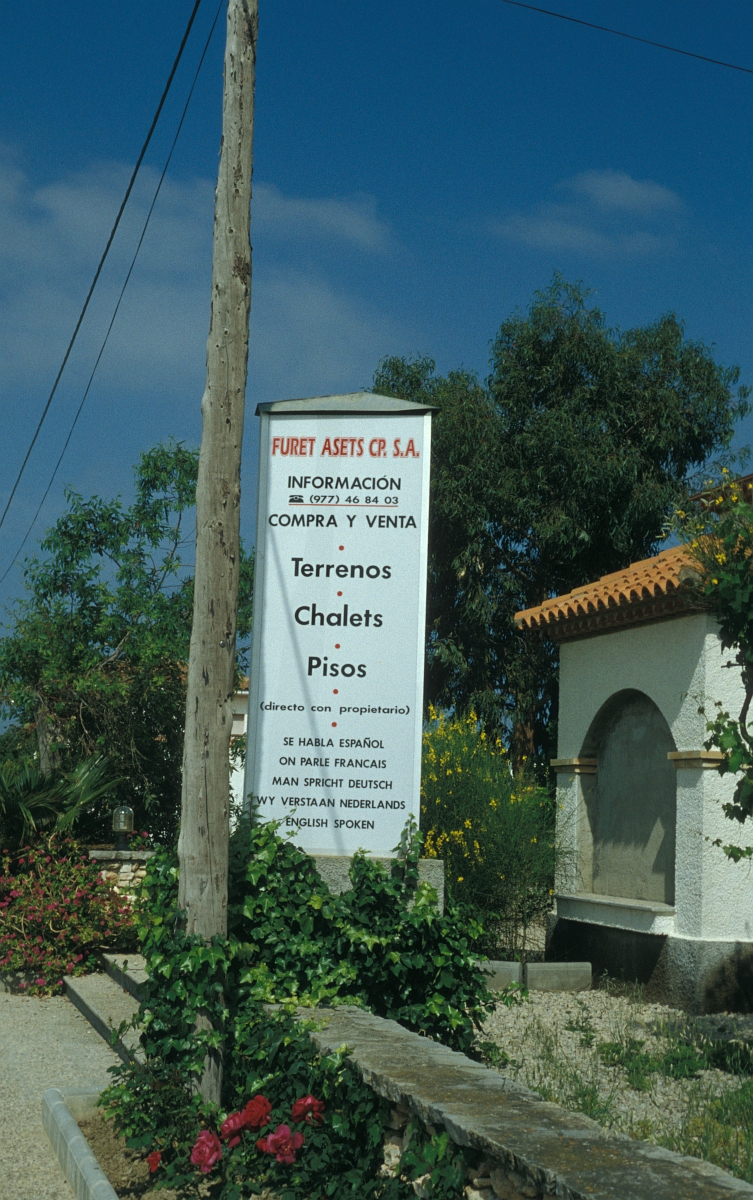 FURET ASETS CP. S.A.
INFORMACIÓN
☎ (977) 46 84 03
COMPRA Y VENTA
Terrenos
Chalets
Pisos
(directo con propietario)
SE HABLA ESPAÑOL
ON PARLE FRANCAIS
MAN SPRICHT DEUTSCH
WY VERSTAAN NEDERLANDS
ENGLISH SPOKEN